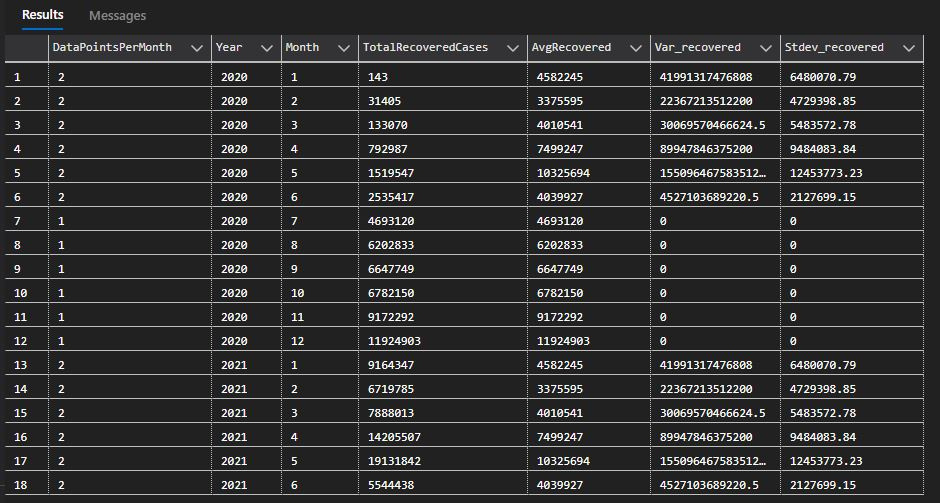 Results Messages
DataPointsPerMonth Year Month TotalRecoveredCases AvgRecovered Var_recovered Stdev_recovered
1 2 2020 1 143 4582245 41991317476808 6480070.79
2 2 2020 2 31405 3375595 22367213512200 4729398.85
3 2 2020 3 133070 4010541 30069570466624.5 5483572.78
4 2 2020 4 792987 7499247 89947846375200 9484083.84
5 2 2020 5 1519547 10325694 155096467583512... 12453773.23
6 2 2020 6 2535417 4039927 4527103689220.5 2127699.15
7 1 2020 7 4693120 4693120 0 0
8 1 2020 8 6202833 6202833 0 0
9 1 2020 9 6647749 6647749 0 0
10 1 2020 10 6782150 6782150 0 0
11 1 2020 11 9172292 9172292 0 0
12 1 2020 12 11924903 11924903 0 0
13 2 2021 1 9164347 4582245 41991317476808 6480070.79
14 2 2021 2 6719785 3375595 22367213512200 4729398.85
15 2 2021 3 7888013 4010541 30069570466624.5 5483572.78
16 2 2021 4 14205507 7499247 89947846375200 9484083.84
17 2 2021 5 19131842 10325694 155096467583512... 12453773.23
18 2 2021 6 5544438 4039927 4527103689220.5 2127699.15